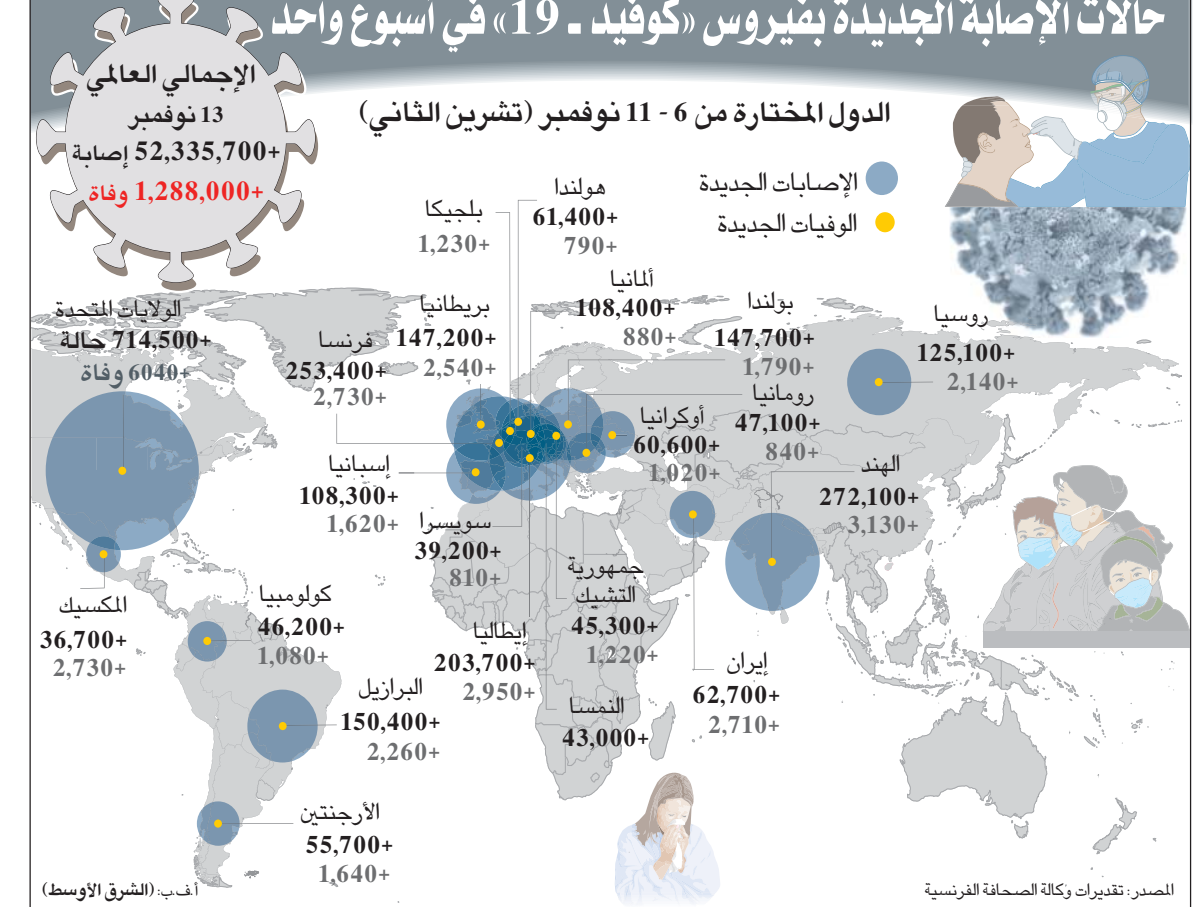 حالات الإصابة الجديدة بفيروس «كوفيد ـ 19» في أسبوع واحد
الإجمالي العالمي
13 نوفمبر
52,335,700+ إصابة
1,288,000+ وفاة
الدول المختارة من 6 - 11 نوفمبر (تشرين الثاني)
الإصابات الجديدة
الوفيات الجديدة
هولندا
61,400+
790+
بلجيكا
1,230+
ألمانيا
108,400+
880+
بولندا
147,700+
1,790+
روسيا
125,100+
2,140+
بريطانيا
147,200+
2,540+
فرنسا
253,400+
2,730+
الولايات المتحدة
714,500+ حالة
6040+ وفاة
رومانيا
47,100+
840+
أوكرانيا
60,600+
1,020+
الهند
272,100+
3,130+
إسبانيا
108,300+
1,620+
سويسرا
39,200+
810+
جمهورية
التشيك
45,300+
1,220+
إيطاليا
203,700+
2,950+
النمسا
43,000+
إيران
62,700+
2,710+
المكسيك
36,700+
2,730+
كولومبيا
46,200+
1,080+
البرازيل
150,400+
2,260+
الأرجنتين
55,700+
1,640+
المصدر: تقديرات وكالة الصحافة الفرنسية
أ.ف.ب: (الشرق الأوسط)